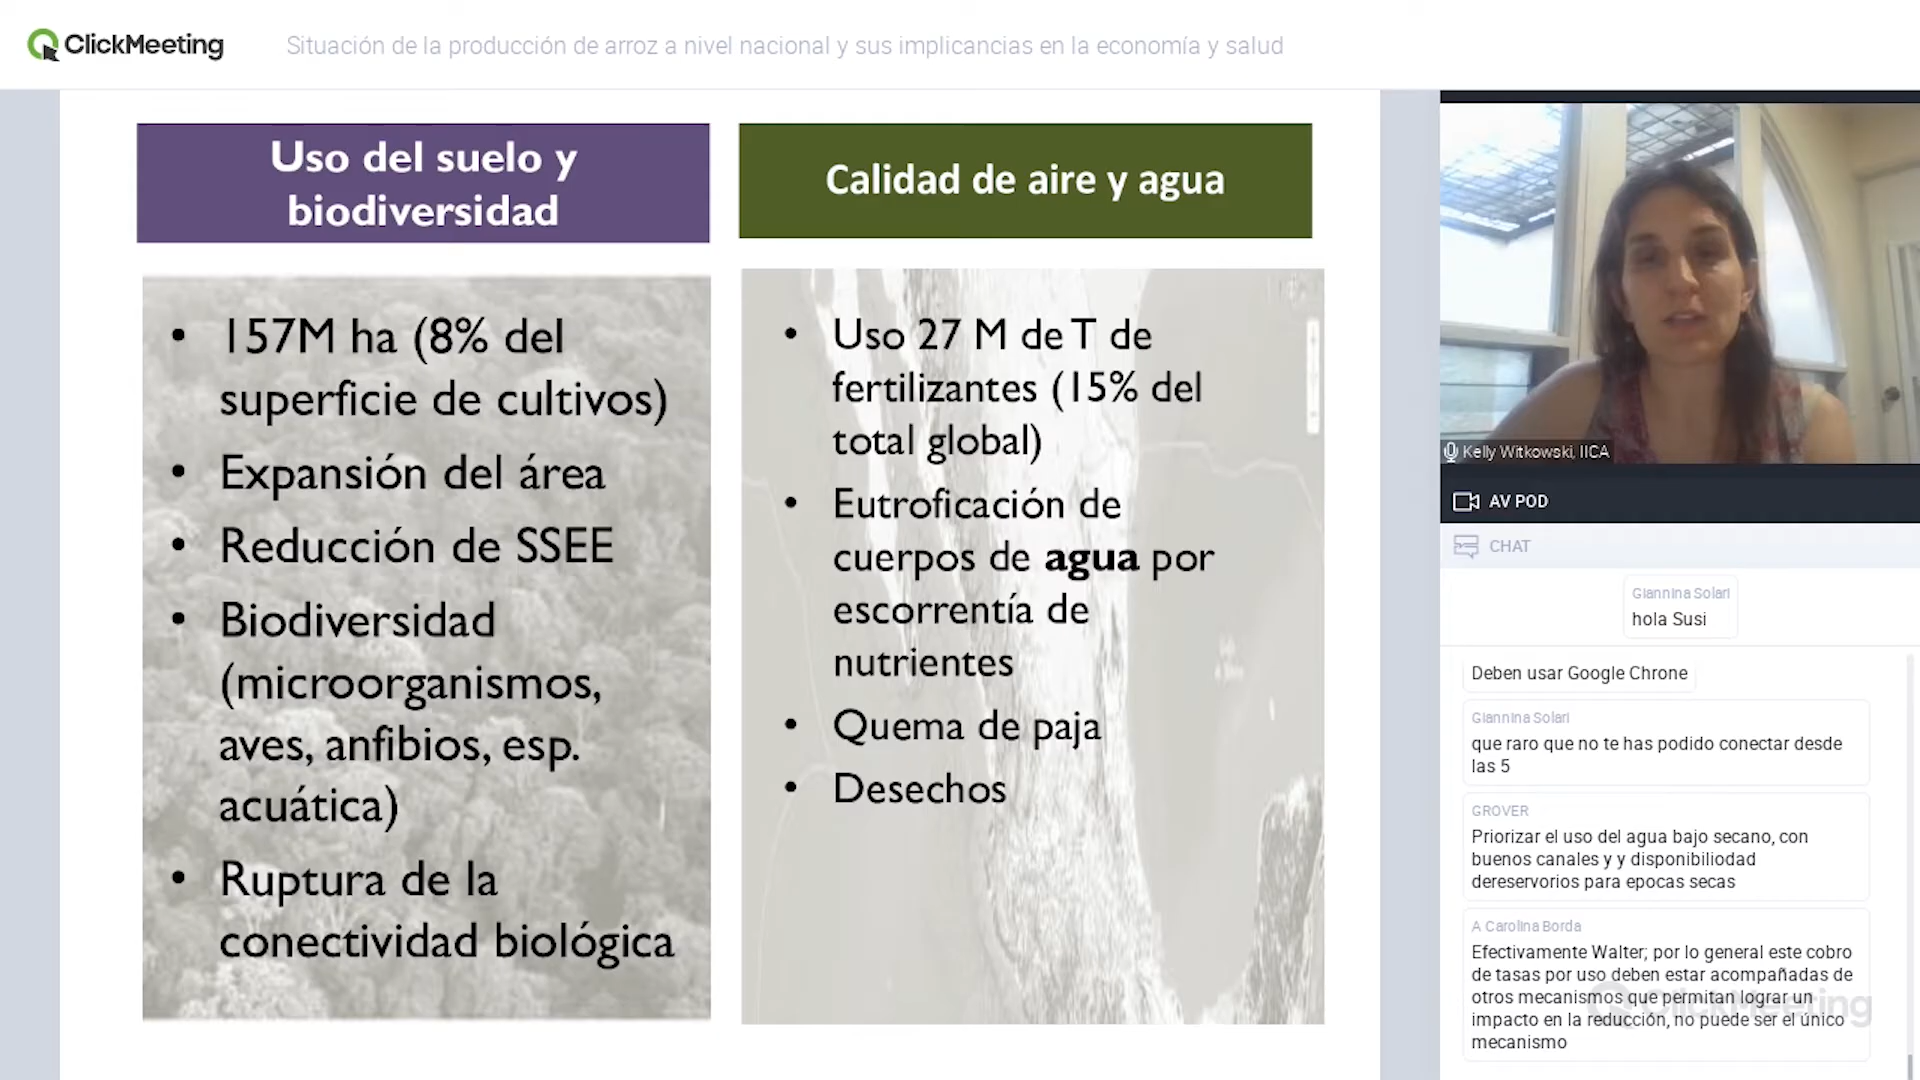 ClickMeeting
Situación de la producción de arroz a nivel nacional y sus implicancias en la economía y salud
Uso del suelo y
biodiversidad
• 157M ha (8% del
superficie de cultivos)
• Expansión del área
• Reducción de SSEE
• Biodiversidad
(microorganismos,
aves, anfibios, esp.
acuática)
• Ruptura de la
conectividad biológica
Calidad de aire y agua
• Uso 27 M de T de
fertilizantes (15% del
total global)
• Eutroficación de
cuerpos de agua por
escorrentía de
nutrientes
• Quema de paja
• Desechos
Kelly Witkowski, IICA
AV POD
CHAT
Giannina Solari
hola Susi
Deben usar Google Chrone
Giannina Solari
que raro que no te has podido conectar desde
las 5
GROVER
Priorizar el uso del agua bajo secano, con
buenos canales y y disponibiliodad
dereservorios para epocas secas
A Carolina Borda
Efectivamente Walter; por lo general este cobro
de tasas por uso deben estar acompañadas de
otros mecanismos que permitan lograr un
impacto en la reducción, no puede ser el único
mecanismo
ClickMeeting